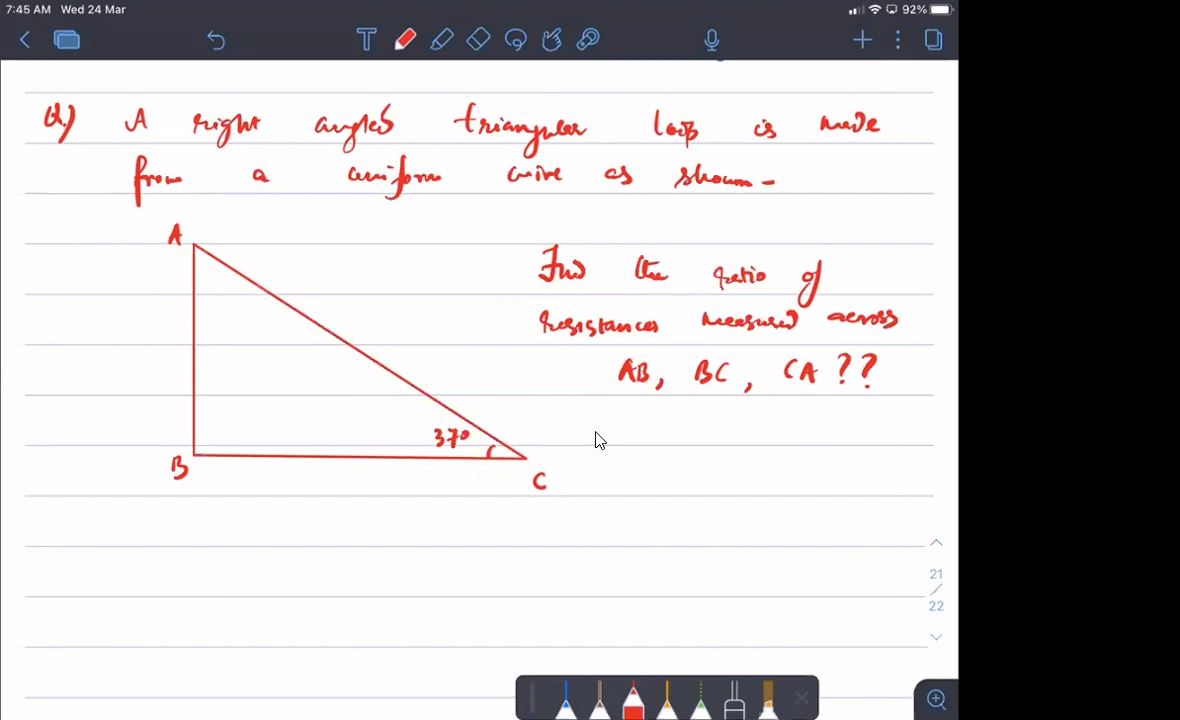 7:45 AM Wed 24 Mar
92%
Q.) A right angled triangular loop is made
from a uniform wire as shown -
A
Find the ratio of
resistances measured across
AB, BC, CA ??
37°
B
C
21
/
22